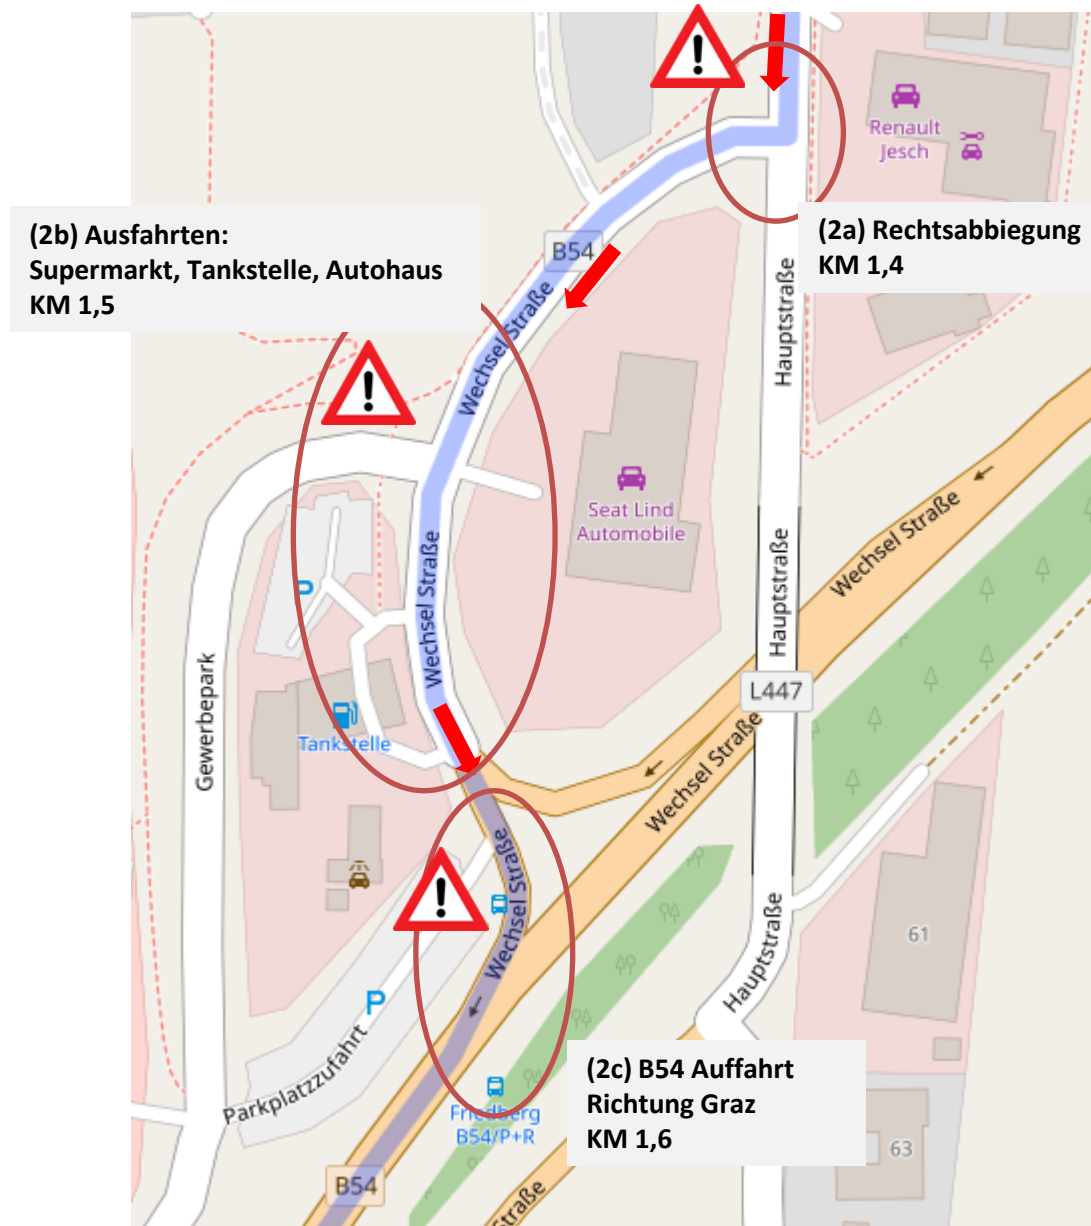 Renault
Jesch
(2a) Rechtsabbiegung
KM 1,4
(2b) Ausfahrten:
Supermarkt, Tankstelle, Autohaus
KM 1,5
B54
Wechsel Straße
Hauptstraße
Seat Lind
Automobile
Wechsel Straße
Hauptstraße
Wechsel Straße
L447
Gewerbepark
Tankstelle
Wechsel Straße
Wechsel Straße
Hauptstraße
61
P
Parkplatzzufahrt
(2c) B54 Auffahrt
Richtung Graz
KM 1,6
Friedberg
B54/P+R
63
B54
Straße